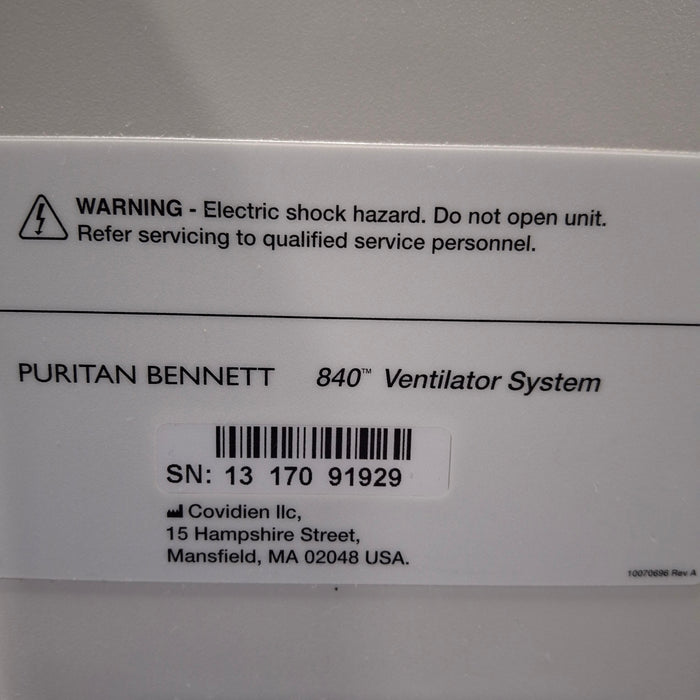 WARNING - Electric shock hazard. Do not open unit.
Refer servicing to qualified service personnel.
PURITAN BENNETT 840™ Ventilator System
SN: 13 170 91929
Covidien llc,
15 Hampshire Street,
Mansfield, MA 02048 USA.
10070696 Rev A